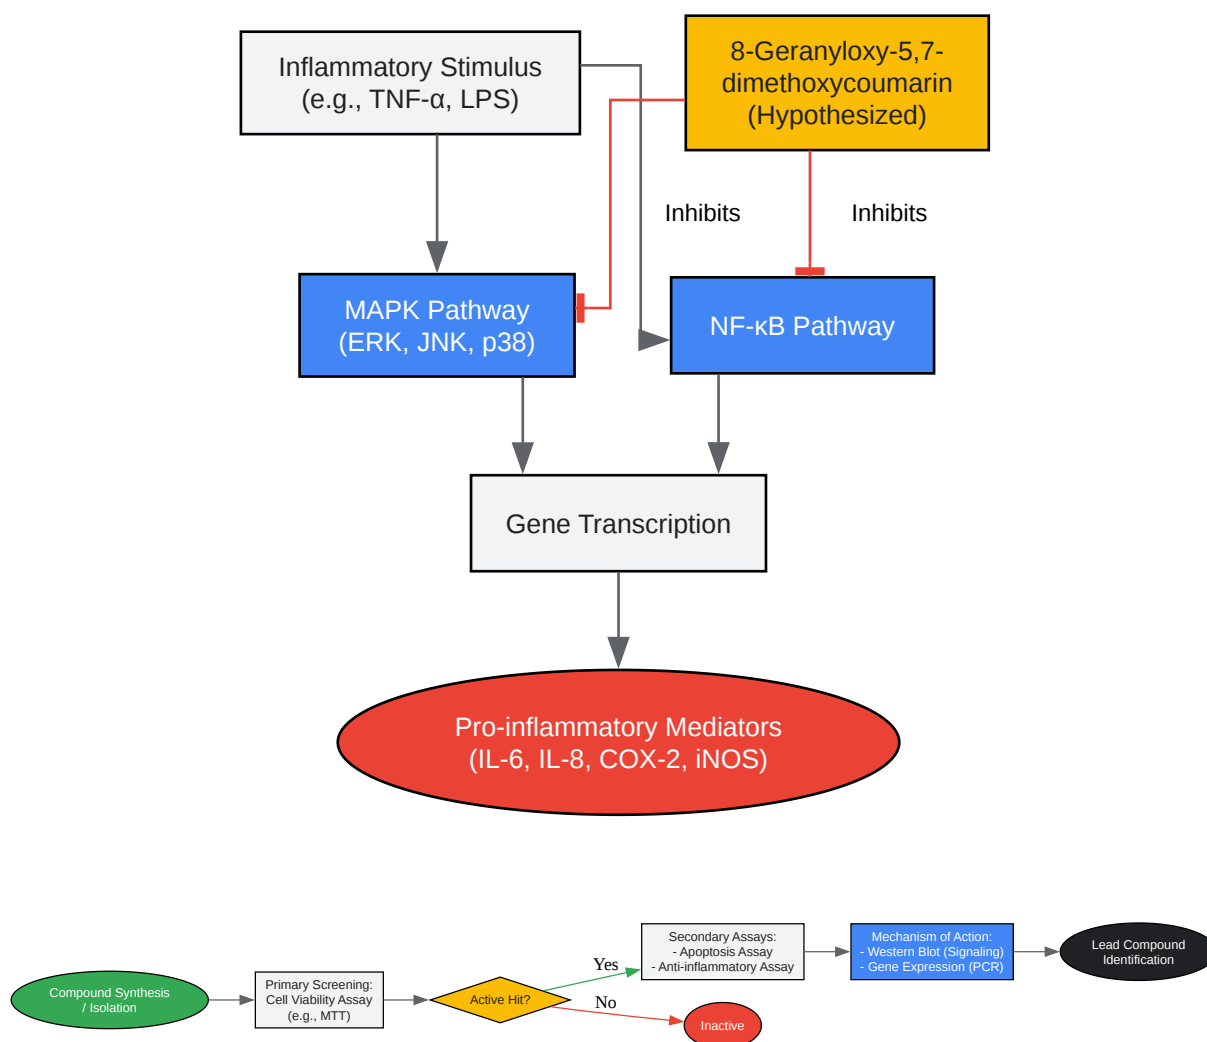 Inflammatory Stimulus
(e.g., TNF-α, LPS)
8-Geranyloxy-5,7-
dimethoxycoumarin
(Hypothesized)
Inhibits
Inhibits
MAPK Pathway
(ERK, JNK, p38)
NF-κB Pathway
Gene Transcription
Pro-inflammatory Mediators
(IL-6, IL-8, COX-2, iNOS)
Compound Synthesis
/ Isolation
Primary Screening:
Cell Viability Assay
(e.g., MTT)
Active Hit?
Yes
No
Secondary Assays:
- Apoptosis Assay
- Anti-inflammatory Assay
Inactive
Mechanism of Action:
- Western Blot (Signaling)
- Gene Expression (PCR)
Lead Compound
Identification